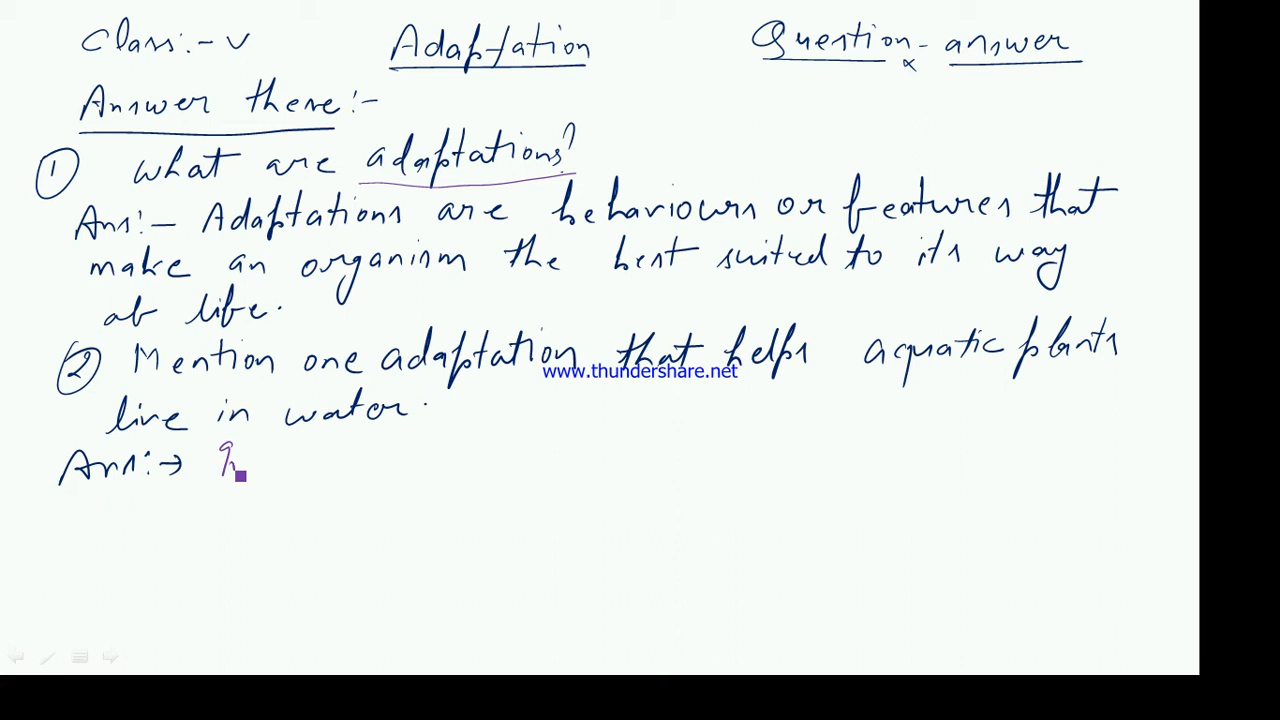 Class:- V Adaptation Question-answer
Answer there:-
① What are adaptations?
Ans:- Adaptations are behaviours or features that
make an organism the best suited to its way
of life.
② Mention one adaptation that helps aquatic plants
www.thundershare.net
live in water.
Ans:→